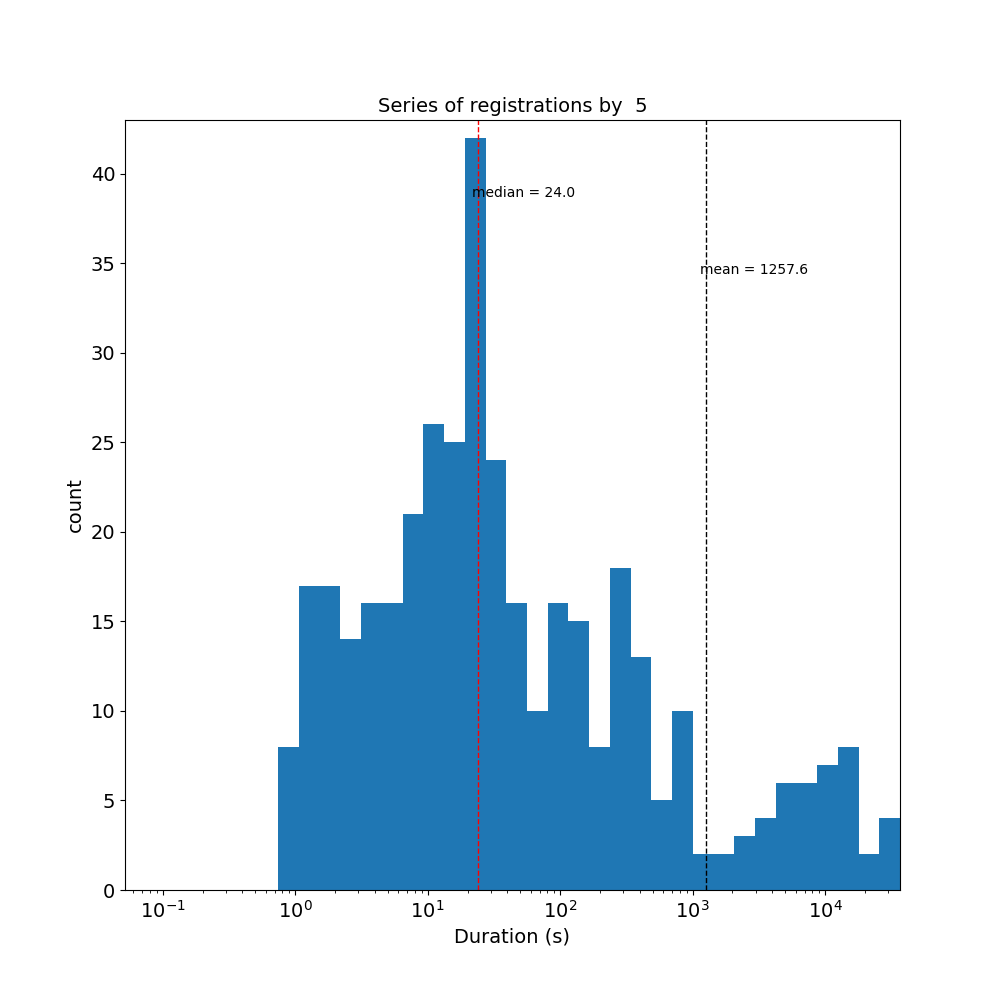 Series of registrations by  5
count
40
35
30
25
20
15
10
5
0
median = 24.0
mean = 1257.6
10⁻¹ 10⁰ 10¹ 10² 10³ 10⁴
Duration (s)